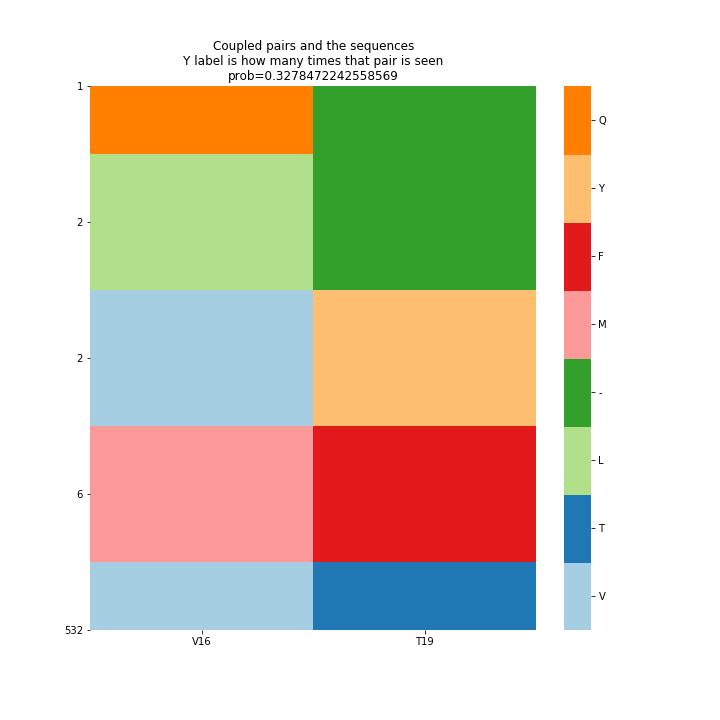 Coupled pairs and the sequences
Y label is how many times that pair is seen
prob=0.3278472242558569
1
2
2
6
532
V16
T19
Q
Y
F
M
-
L
T
V